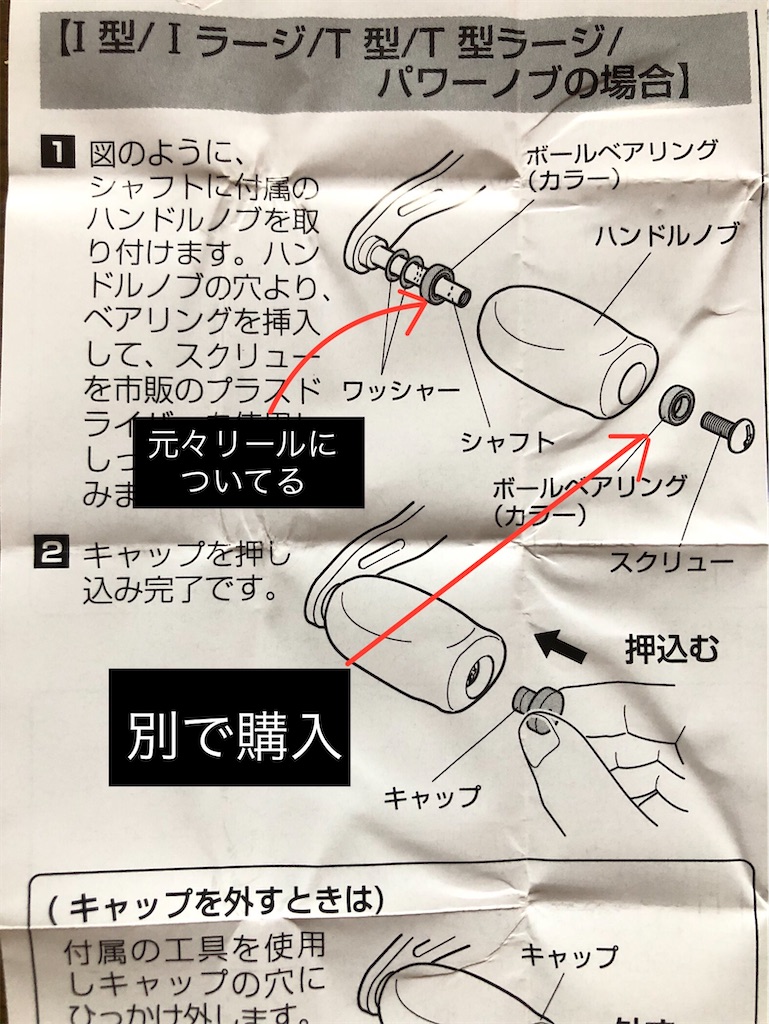 【I 型/ I ラージ/T 型/T 型ラージ/
パワーノブの場合】
1 図のように、
シャフトに付属の
ハンドルノブを取
り付けます。ハン
ドルノブの穴より、
ベアリングを挿入
して、スクリュー
を市販のプラスド
ライ
しっ
みま
ボールベアリング
（カラー）
ハンドルノブ
ワッシャー
シャフト
ボールベアリング
（カラー）
スクリュー
元々リールに
ついてる
2 キャップを押し
込み完了です。
押込む
別で購入
キャップ
(キャップを外すときは)
付属の工具を使用
しキャップの穴に
ひっかけ外します。
キャップ